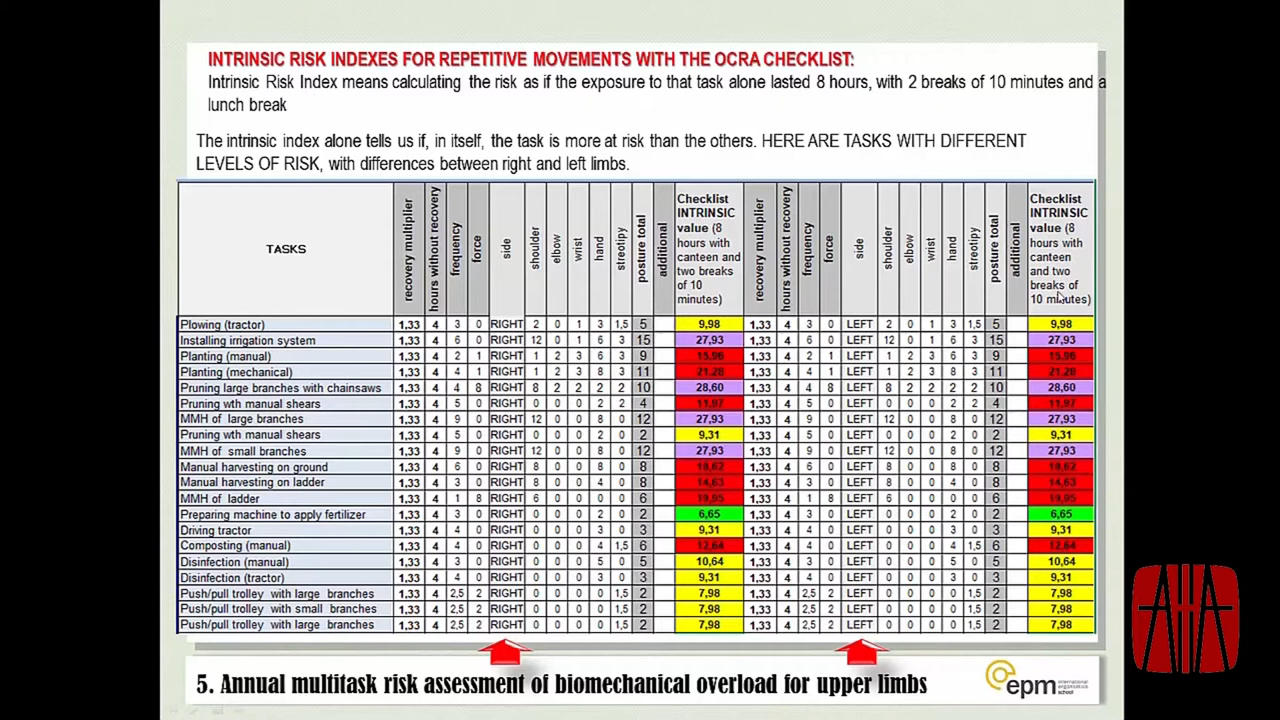 INTRINSIC RISK INDEXES FOR REPETITIVE MOVEMENTS WITH THE OCRA CHECKLIST:
Intrinsic Risk Index means calculating the risk as if the exposure to that task alone lasted 8 hours, with 2 breaks of 10 minutes and a
lunch break
The intrinsic index alone tells us if, in itself, the task is more at risk than the others. HERE ARE TASKS WITH DIFFERENT
LEVELS OF RISK, with differences between right and left limbs.
TASKS recovery multiplier hours without recovery frequency force side shoulder elbow wrist hand streotipy posture total additional Checklist INTRINSIC value (8 hours with canteen and two breaks of 10 minutes) recovery multiplier hours without recovery frequency force side shoulder elbow wrist hand streotipy posture total additional Checklist INTRINSIC value (8 hours with canteen and two breaks of 10 minutes)
Plowing (tractor) 1,33 4 3 0 RIGHT 2 0 1 3 1,5 5 9,98 1,33 4 3 0 LEFT 2 0 1 3 1,5 5 9,98
Installing irrigation system 1,33 4 6 0 RIGHT 12 0 1 6 3 15 27,93 1,33 4 6 0 LEFT 12 0 1 6 3 15 27,93
Planting (manual) 1,33 4 2 1 RIGHT 1 2 3 6 3 9 15,96 1,33 4 2 1 LEFT 1 2 3 6 3 9 15,96
Planting (mechanical) 1,33 4 4 1 RIGHT 1 2 3 8 3 11 21,28 1,33 4 4 1 LEFT 1 2 3 8 3 11 21,28
Pruning large branches with chainsaws 1,33 4 4 8 RIGHT 8 2 2 2 2 10 28,60 1,33 4 4 8 LEFT 8 2 2 2 2 10 28,60
Pruning wth manual shears 1,33 4 5 0 RIGHT 0 0 0 2 2 4 11,97 1,33 4 5 0 LEFT 0 0 0 2 2 4 11,97
MMH of large branches 1,33 4 9 0 RIGHT 12 0 0 8 0 12 27,93 1,33 4 9 0 LEFT 12 0 0 8 0 12 27,93
Pruning wth manual shears 1,33 4 5 0 RIGHT 0 0 0 2 0 2 9,31 1,33 4 5 0 LEFT 0 0 0 2 0 2 9,31
MMH of small branches 1,33 4 9 0 RIGHT 12 0 0 8 0 12 27,93 1,33 4 9 0 LEFT 12 0 0 8 0 12 27,93
Manual harvesting on ground 1,33 4 6 0 RIGHT 8 0 0 8 0 8 18,62 1,33 4 6 0 LEFT 8 0 0 8 0 8 18,62
Manual harvesting on ladder 1,33 4 3 0 RIGHT 8 0 0 4 0 8 14,63 1,33 4 3 0 LEFT 8 0 0 4 0 8 14,63
MMH of ladder 1,33 4 1 8 RIGHT 6 0 0 0 0 6 19,95 1,33 4 1 8 LEFT 6 0 0 0 0 6 19,95
Preparing machine to apply fertilizer 1,33 4 3 0 RIGHT 0 0 0 2 0 2 6,65 1,33 4 3 0 LEFT 0 0 0 2 0 2 6,65
Driving tractor 1,33 4 4 0 RIGHT 0 0 0 3 0 3 9,31 1,33 4 4 0 LEFT 0 0 0 3 0 3 9,31
Composting (manual) 1,33 4 4 0 RIGHT 0 0 0 4 1,5 6 12,64 1,33 4 4 0 LEFT 0 0 0 4 1,5 6 12,64
Disinfection (manual) 1,33 4 3 0 RIGHT 0 0 0 5 0 5 10,64 1,33 4 3 0 LEFT 0 0 0 5 0 5 10,64
Disinfection (tractor) 1,33 4 4 0 RIGHT 0 0 0 3 0 3 9,31 1,33 4 4 0 LEFT 0 0 0 3 0 3 9,31
Push/pull trolley with large branches 1,33 4 2,5 2 RIGHT 0 0 0 0 1,5 2 7,98 1,33 4 2,5 2 LEFT 0 0 0 0 1,5 2 7,98
Push/pull trolley with small branches 1,33 4 2,5 2 RIGHT 0 0 0 0 1,5 2 7,98 1,33 4 2,5 2 LEFT 0 0 0 0 1,5 2 7,98
Push/pull trolley with large branches 1,33 4 2,5 2 RIGHT 0 0 0 0 1,5 2 7,98 1,33 4 2,5 2 LEFT 0 0 0 0 1,5 2 7,98
5. Annual multitask risk assessment of biomechanical overload for upper limbs
epm
international
school
AHA